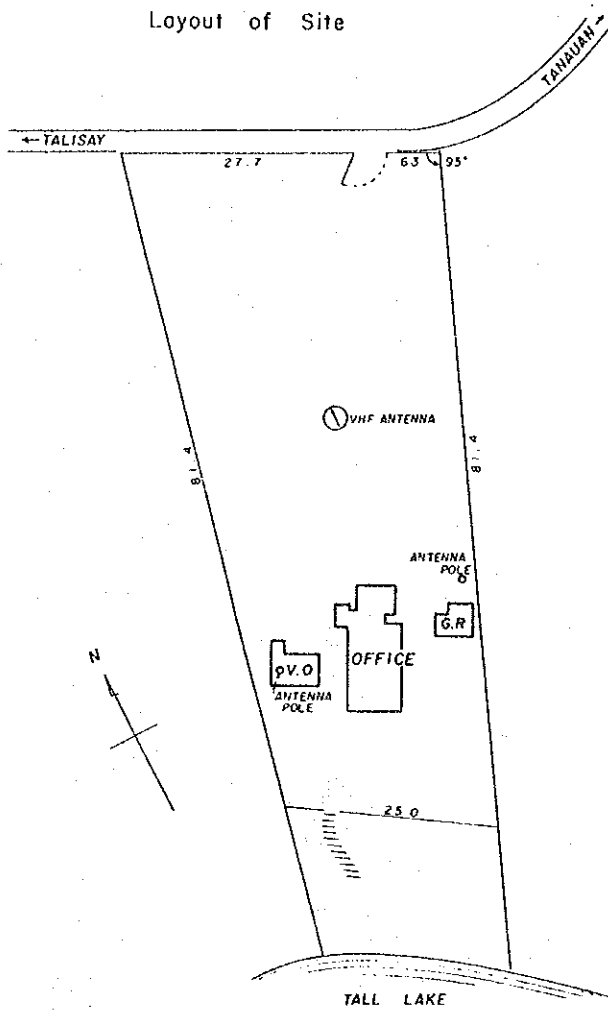 Layout of Site
TANAUAN →
← TALISAY
27.7
63
95°
VHF ANTENNA
81.4
81.4
ANTENNA
POLE
G.R
OFFICE
V.O
ANTENNA
POLE
N
25.0
TALL LAKE